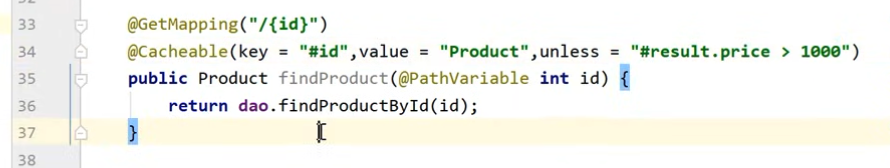 33 @GetMapping("/{id}")
34 @Cacheable(key = "#id",value = "Product",unless = "#result.price > 1000")
35 public Product findProduct(@PathVariable int id) {
36 return dao.findProductById(id);
37 }
38